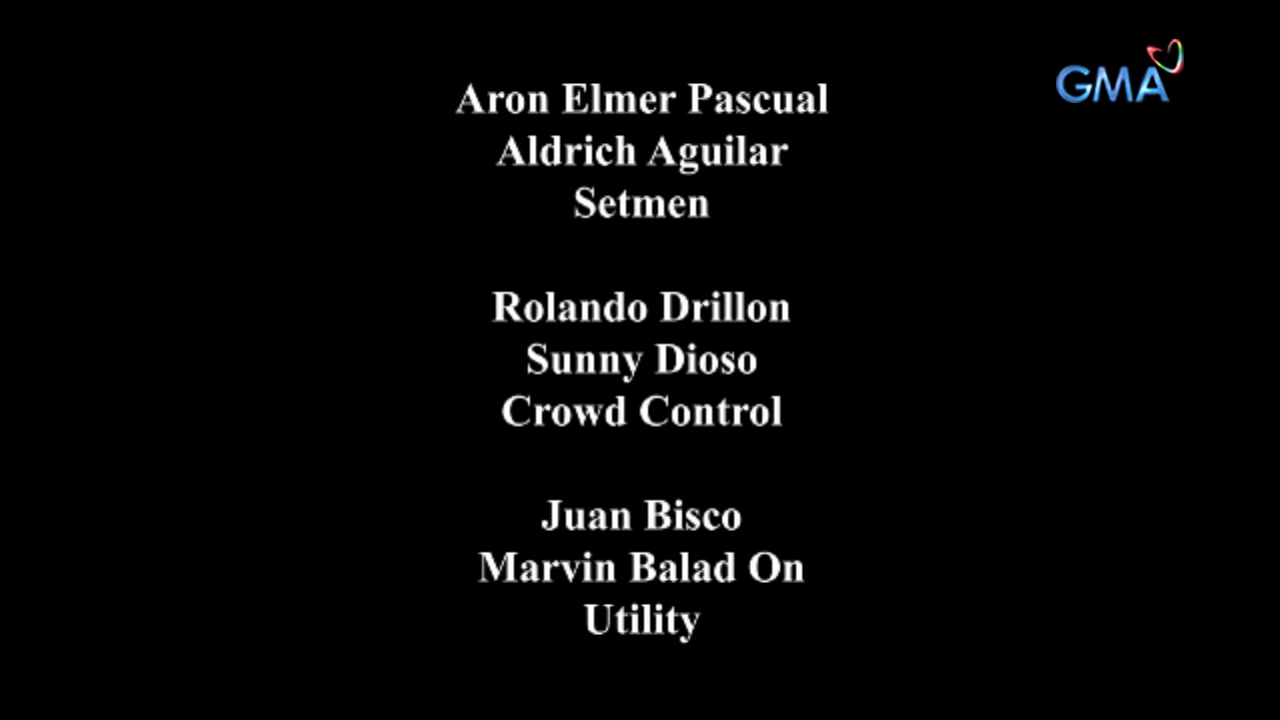 GMA
Aron Elmer Pascual
Aldrich Aguilar
Setmen
Rolando Drillon
Sunny Dioso
Crowd Control
Juan Bisco
Marvin Balad On
Utility